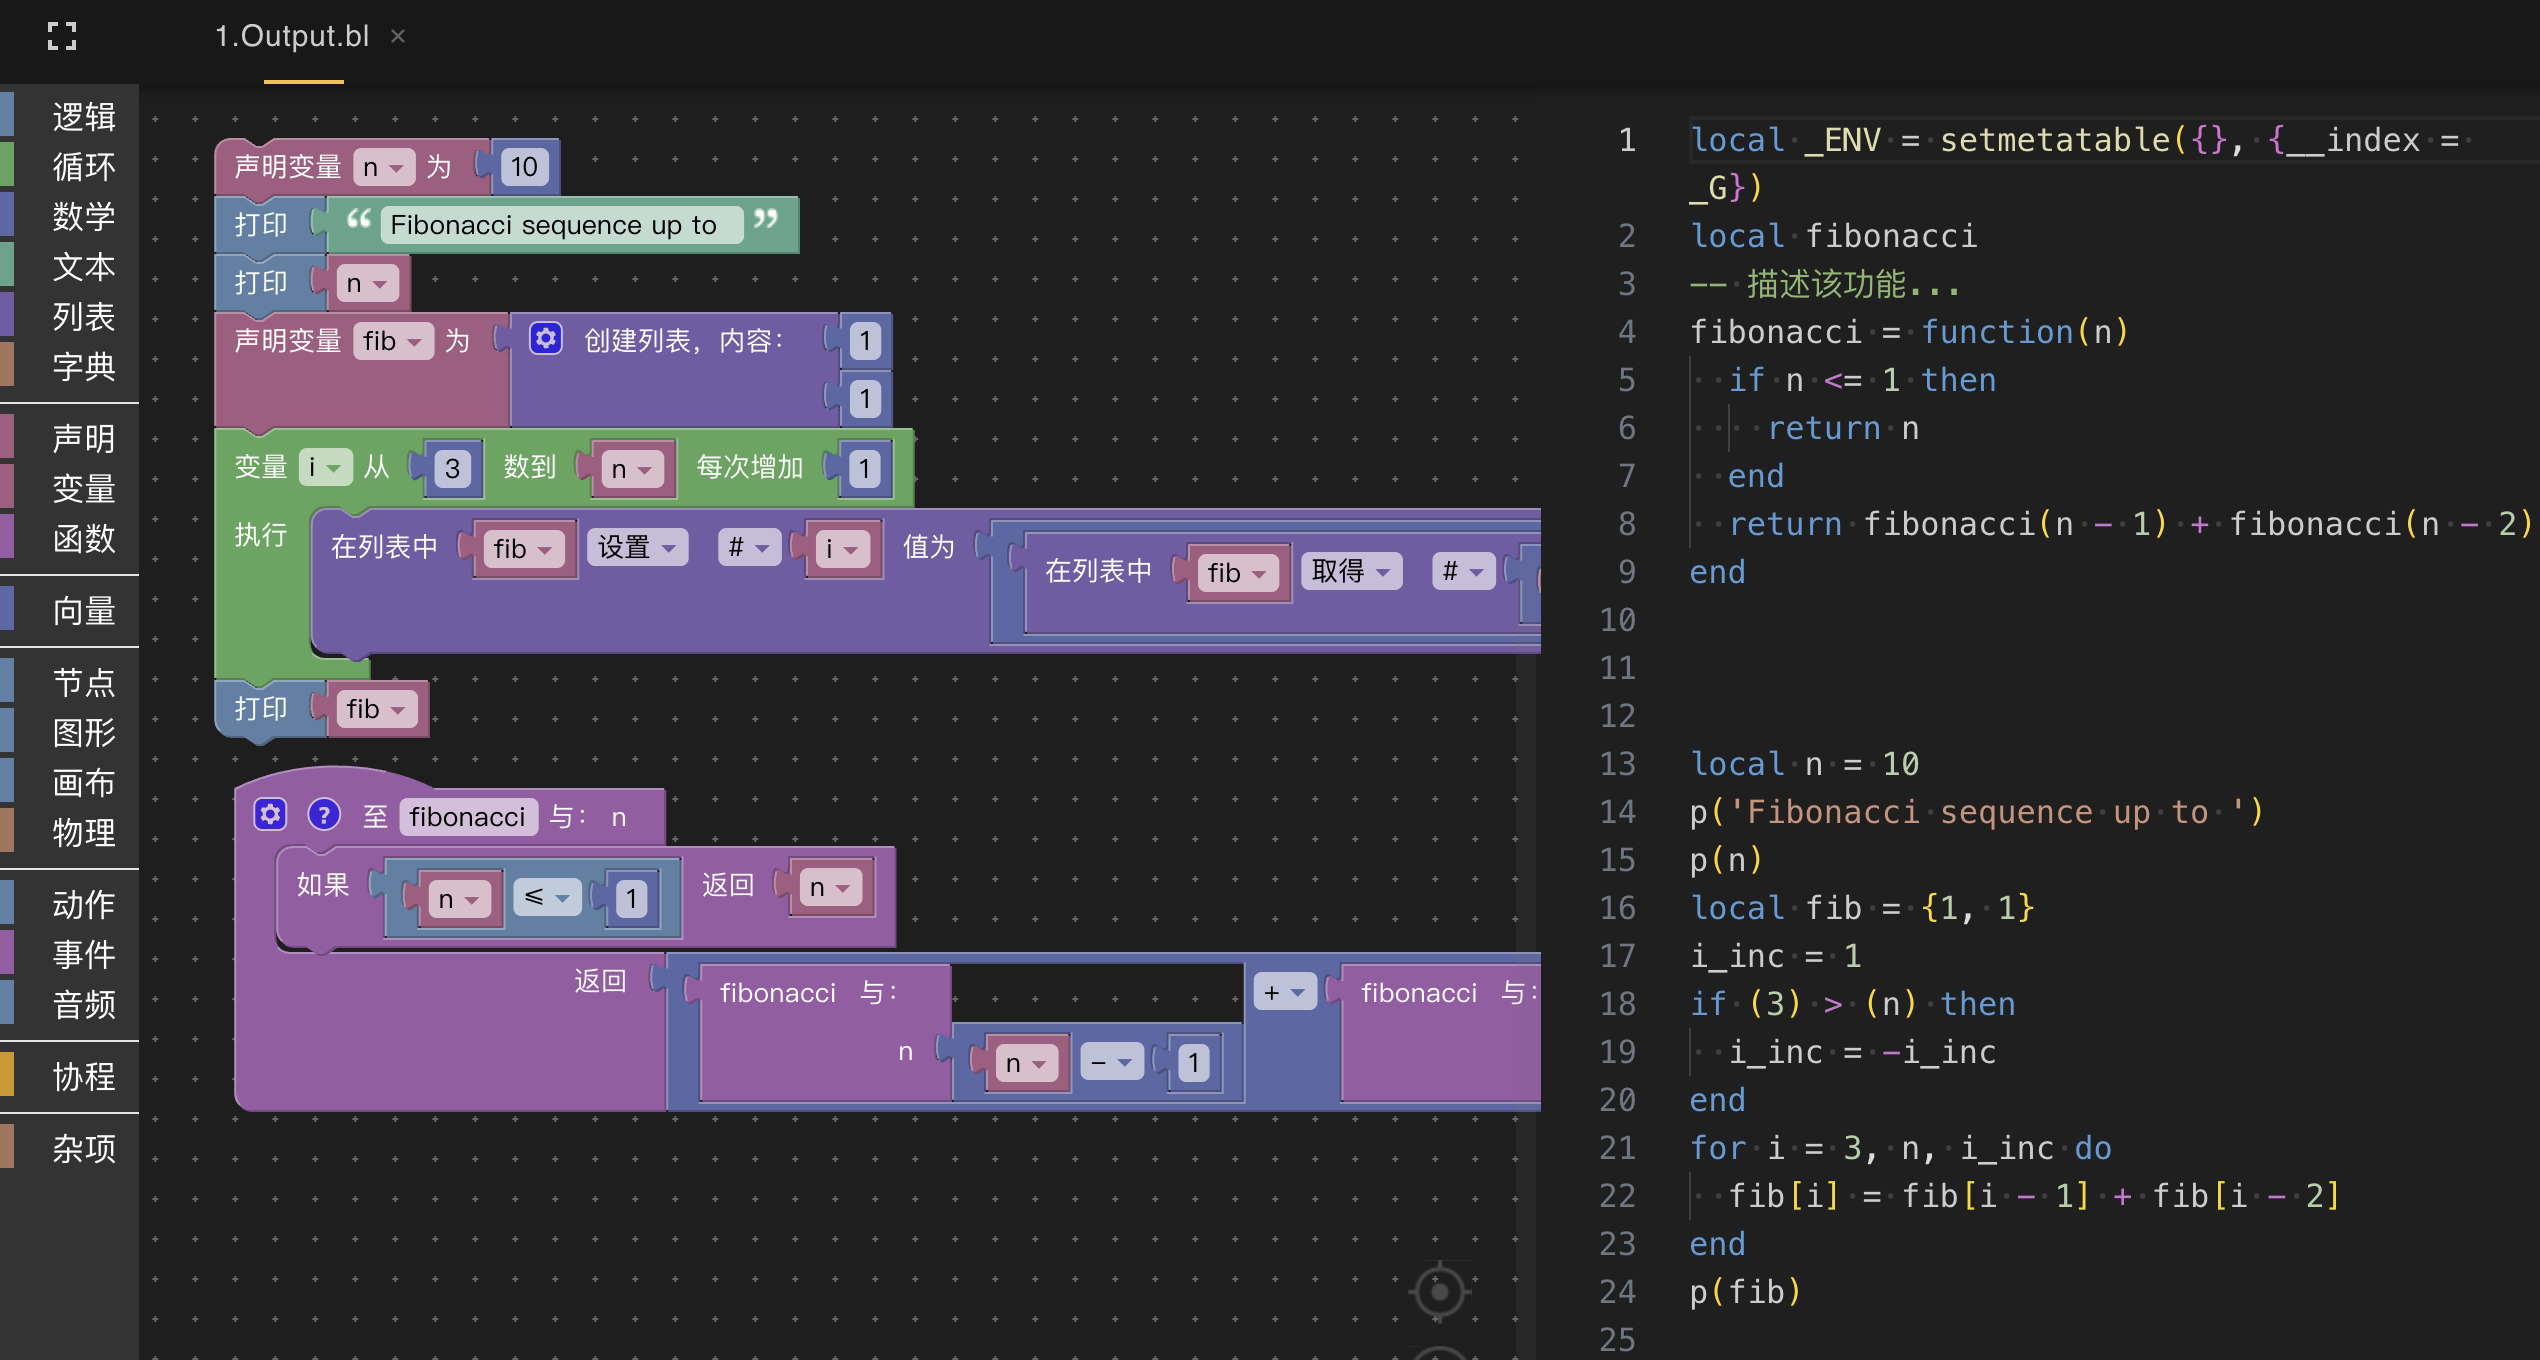 1.Output.bl ×
逻辑
循环
数学
文本
列表
字典
声明
变量
函数
向量
节点
图形
画布
物理
动作
事件
音频
协程
杂项
声明变量 n 为 10
打印 “ Fibonacci sequence up to ”
打印 n
声明变量 fib 为 创建列表，内容： 1
1
变量 i 从 3 数到 n 每次增加 1
执行 在列表中 fib 设置 # i 值为 在列表中 fib 取得 #
打印 fib
? 至 fibonacci 与： n
如果 n ≤ 1 返回 n
返回 fibonacci 与： + fibonacci 与：
n n - 1
1 local _ENV = setmetatable({}, {__index =
_G})
2 local fibonacci
3 -- 描述该功能...
4 fibonacci = function(n)
5 if n <= 1 then
6 return n
7 end
8 return fibonacci(n - 1) + fibonacci(n - 2)
9 end
10
11
12
13 local n = 10
14 p('Fibonacci sequence up to ')
15 p(n)
16 local fib = {1, 1}
17 i_inc = 1
18 if (3) > (n) then
19 i_inc = -i_inc
20 end
21 for i = 3, n, i_inc do
22 fib[i] = fib[i - 1] + fib[i - 2]
23 end
24 p(fib)
25